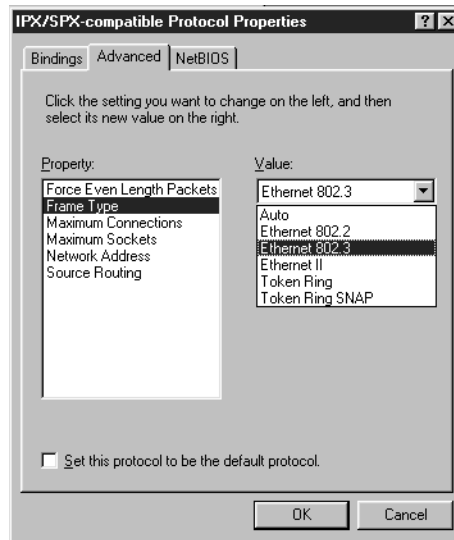 IPX/SPX-compatible Protocol Properties
Bindings Advanced NetBIOS
Click the setting you want to change on the left, and then
select its new value on the right.
Property:
Force Even Length Packets
Frame Type
Maximum Connections
Maximum Sockets
Network Address
Source Routing
Value:
Ethernet 802.3
Auto
Ethernet 802.2
Ethernet 802.3
Ethernet II
Token Ring
Token Ring SNAP
Set this protocol to be the default protocol.
OK Cancel